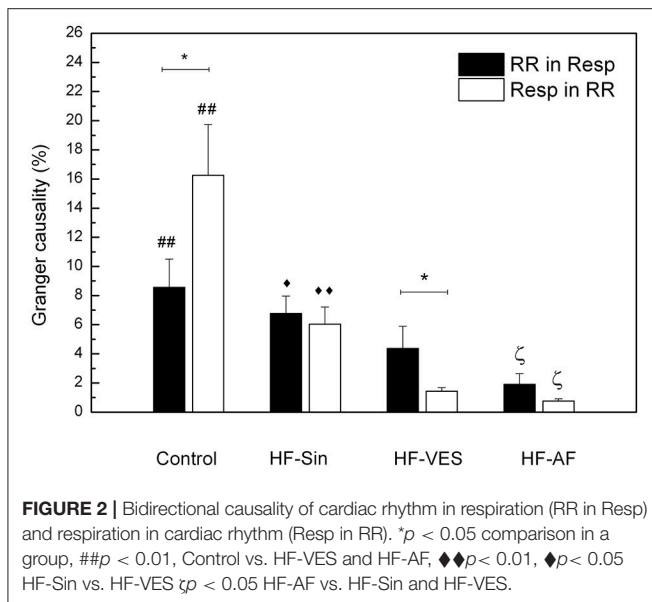 26
24
22
20
18
16
14
12
10
8
6
4
2
0
Granger causality (%)
RR in Resp
Resp in RR
*
##
##
♦
♦♦
*
ζ
ζ
Control HF-Sin HF-VES HF-AF
FIGURE 2 | Bidirectional causality of cardiac rhythm in respiration (RR in Resp)
and respiration in cardiac rhythm (Resp in RR). *p < 0.05 comparison in a
group, ##p < 0.01, Control vs. HF-VES and HF-AF, ♦♦p< 0.01, ♦p< 0.05
HF-Sin vs. HF-VES ζp < 0.05 HF-AF vs. HF-Sin and HF-VES.